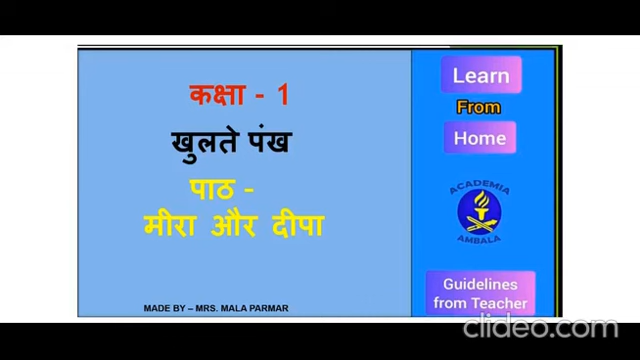 कक्षा - 1
खुलते पंख
पाठ -
मीरा और दीपा
MADE BY – MRS. MALA PARMAR
Learn
From
Home
ACADEMIA
AMBALA
Guidelines
from Teacher
clideo.com